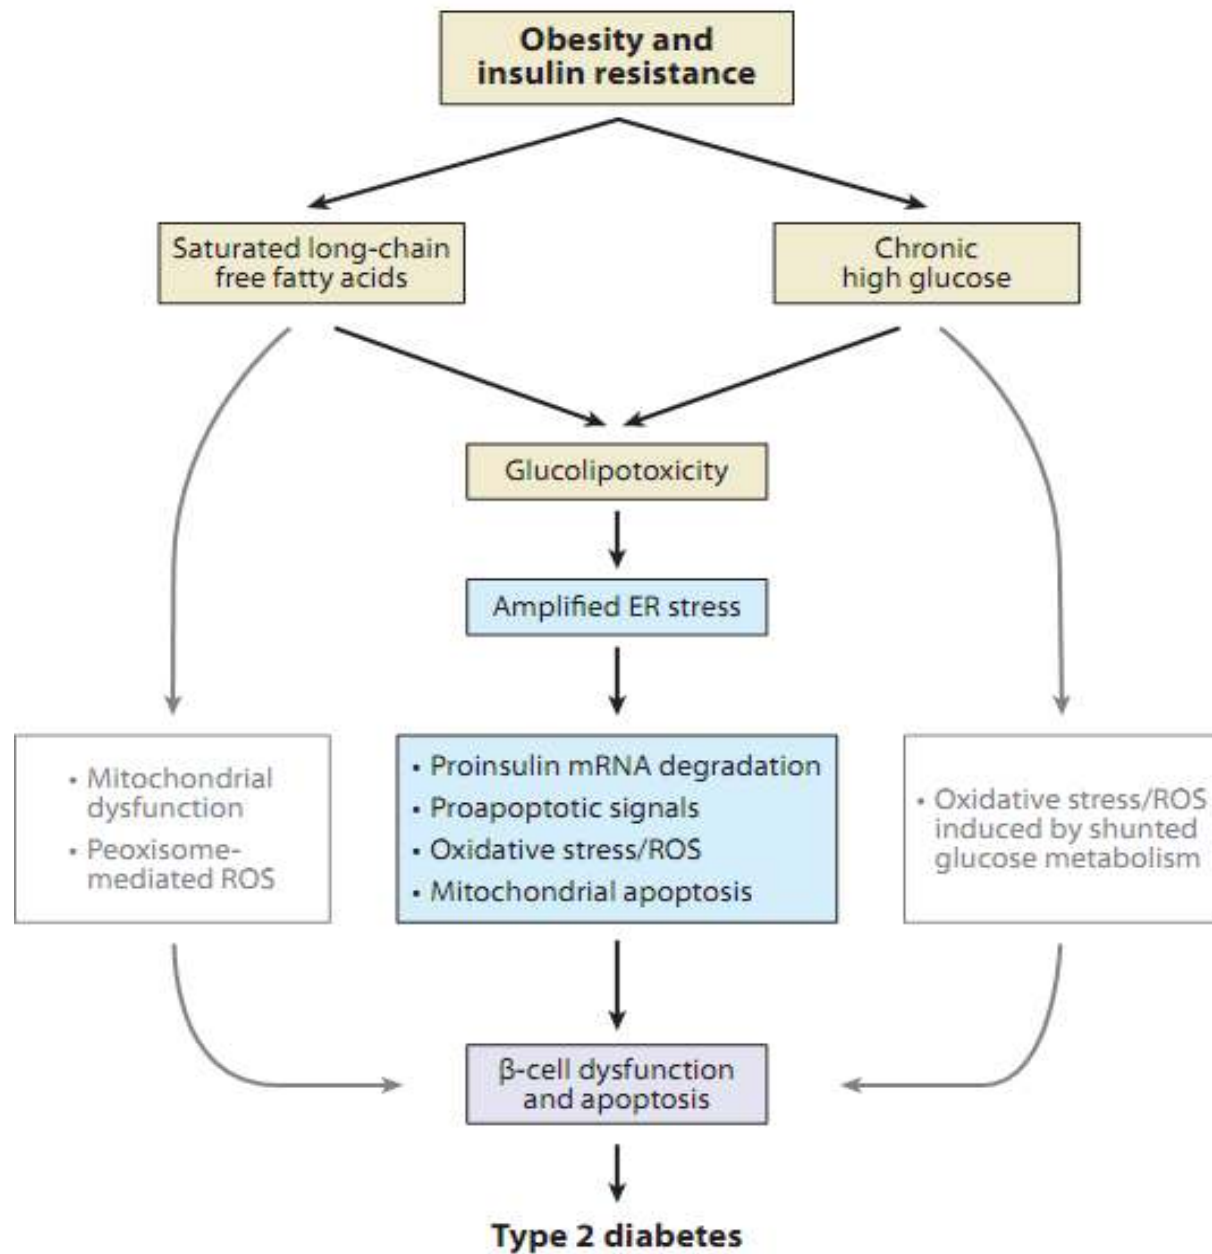 Obesity and
insulin resistance
Saturated long-chain
free fatty acids
Chronic
high glucose
Glucolipotoxicity
Amplified ER stress
• Mitochondrial
dysfunction
• Peoxisome-
mediated ROS
• Proinsulin mRNA degradation
• Proapoptotic signals
• Oxidative stress/ROS
• Mitochondrial apoptosis
• Oxidative stress/ROS
induced by shunted
glucose metabolism
β-cell dysfunction
and apoptosis
Type 2 diabetes